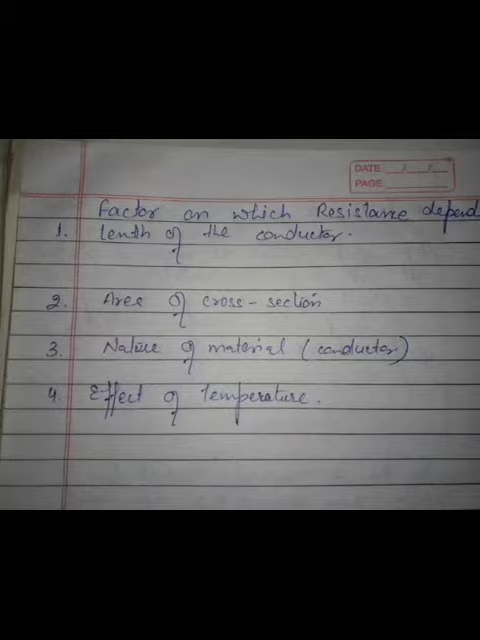 DATE / /
PAGE
Factor on which Resistance depend
1. Lenth of the conductor.
2. Area of cross-section
3. Nature of material (conductor)
4. Effect of Temperature.